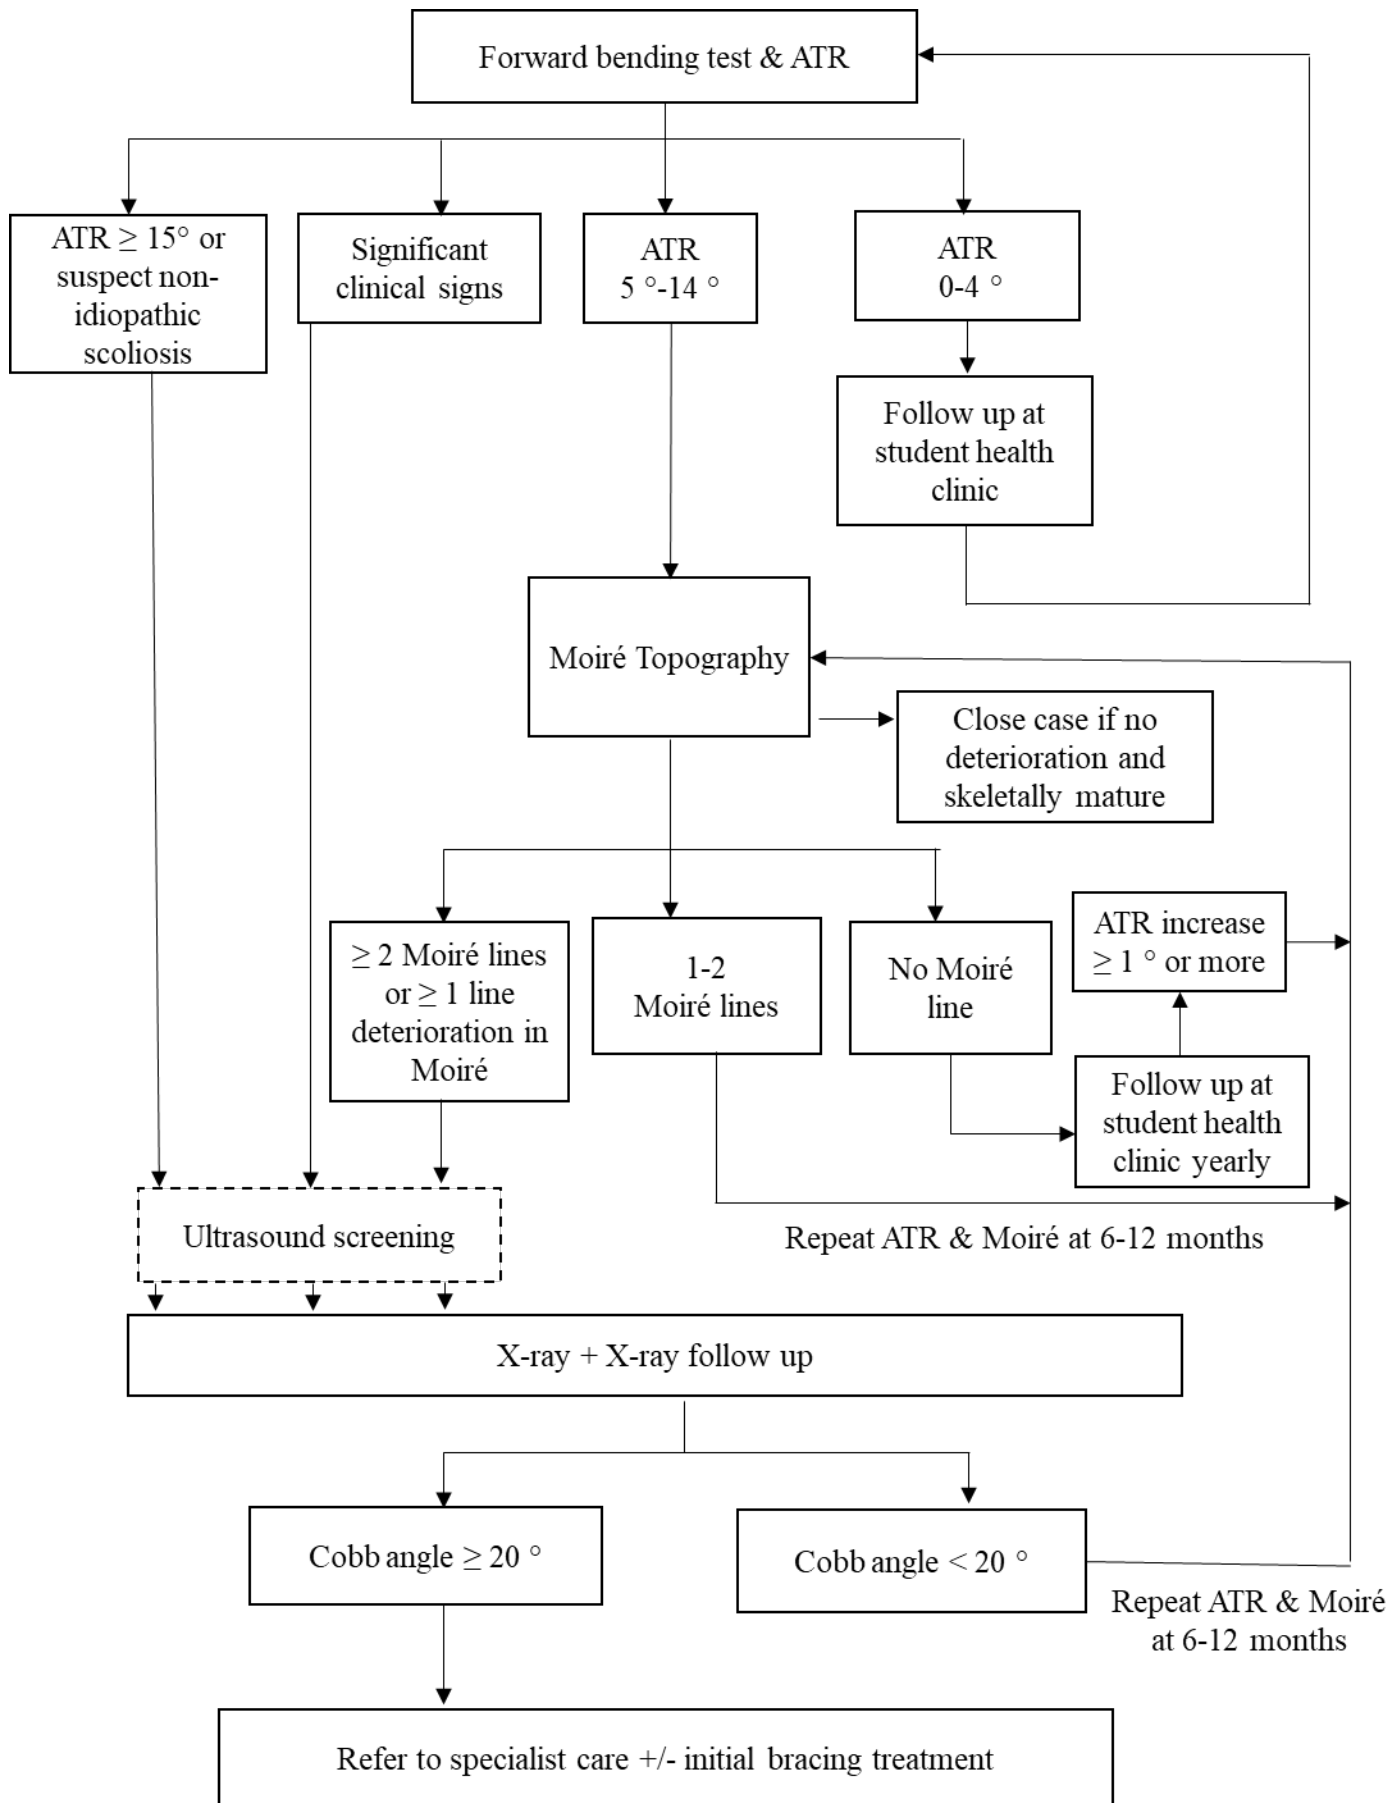 Forward bending test & ATR
ATR ≥ 15° or
suspect non-
idiopathic
scoliosis
Significant
clinical signs
ATR
5 °-14 °
ATR
0-4 °
Follow up at
student health
clinic
Moiré Topography
Close case if no
deterioration and
skeletally mature
≥ 2 Moiré lines
or ≥ 1 line
deterioration in
Moiré
1-2
Moiré lines
No Moiré
line
ATR increase
≥ 1 ° or more
Follow up at
student health
clinic yearly
Ultrasound screening
Repeat ATR & Moiré at 6-12 months
X-ray + X-ray follow up
Cobb angle ≥ 20 °
Cobb angle < 20 °
Repeat ATR & Moiré
at 6-12 months
Refer to specialist care +/- initial bracing treatment